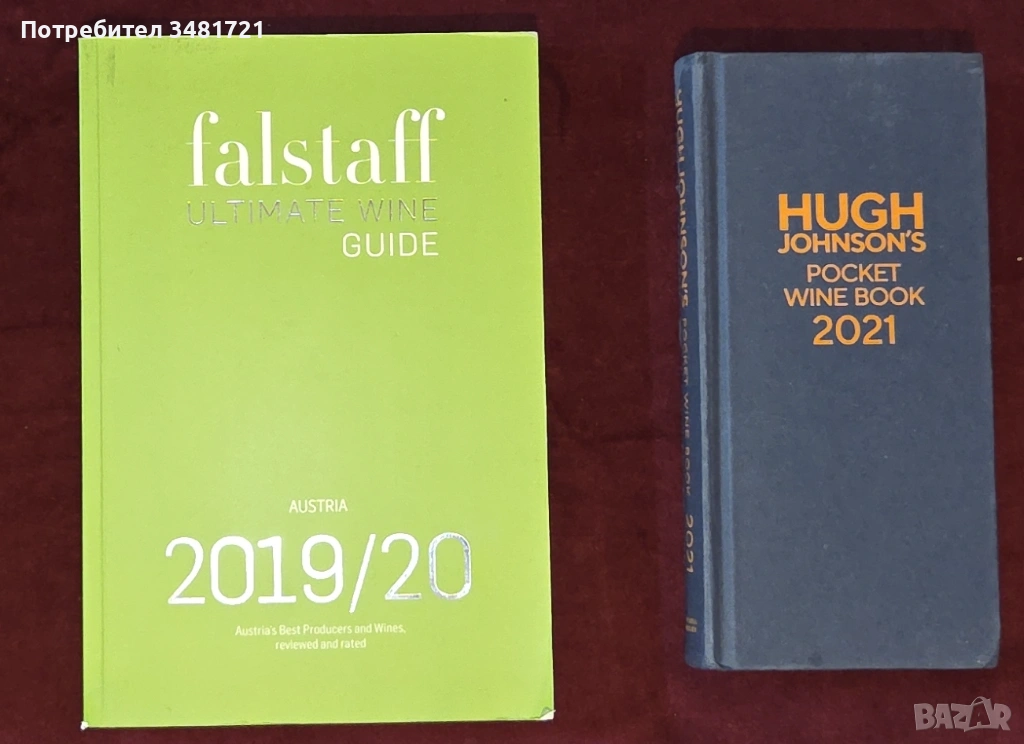 Потребител 3481721
falstaff
ULTIMATE WINE
GUIDE
AUSTRIA
2019/20
Austria's Best Producers and Wines,
reviewed and rated
HUGH JOHNSON'S POCKET WINE BOOK 2021
HUGH
JOHNSON'S
POCKET
WINE BOOK
2021
BAZAR